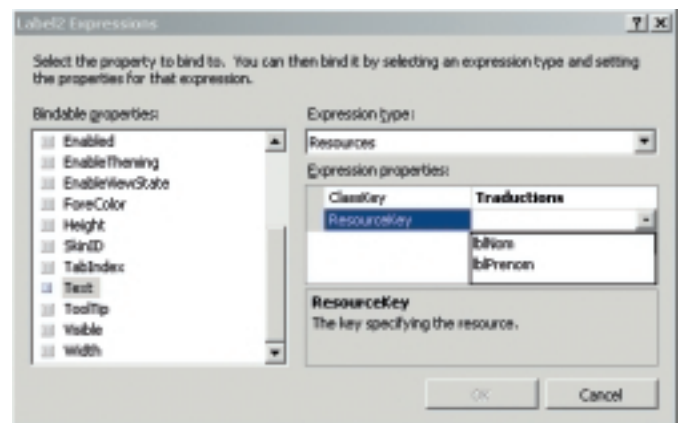 Label2 Expressions
Select the property to bind to. You can then bind it by selecting an expression type and setting
the properties for that expression.
Bindable properties:
Enabled
EnableTheming
EnableViewState
ForeColor
Height
SkinID
TabIndex
Text
ToolTip
Visible
Width
Expression type:
Resources
Expression properties:
ClassKey Traductions
ResourceKey
lblNom
lblPrenom
ResourceKey
The key specifying the resource.
OK Cancel